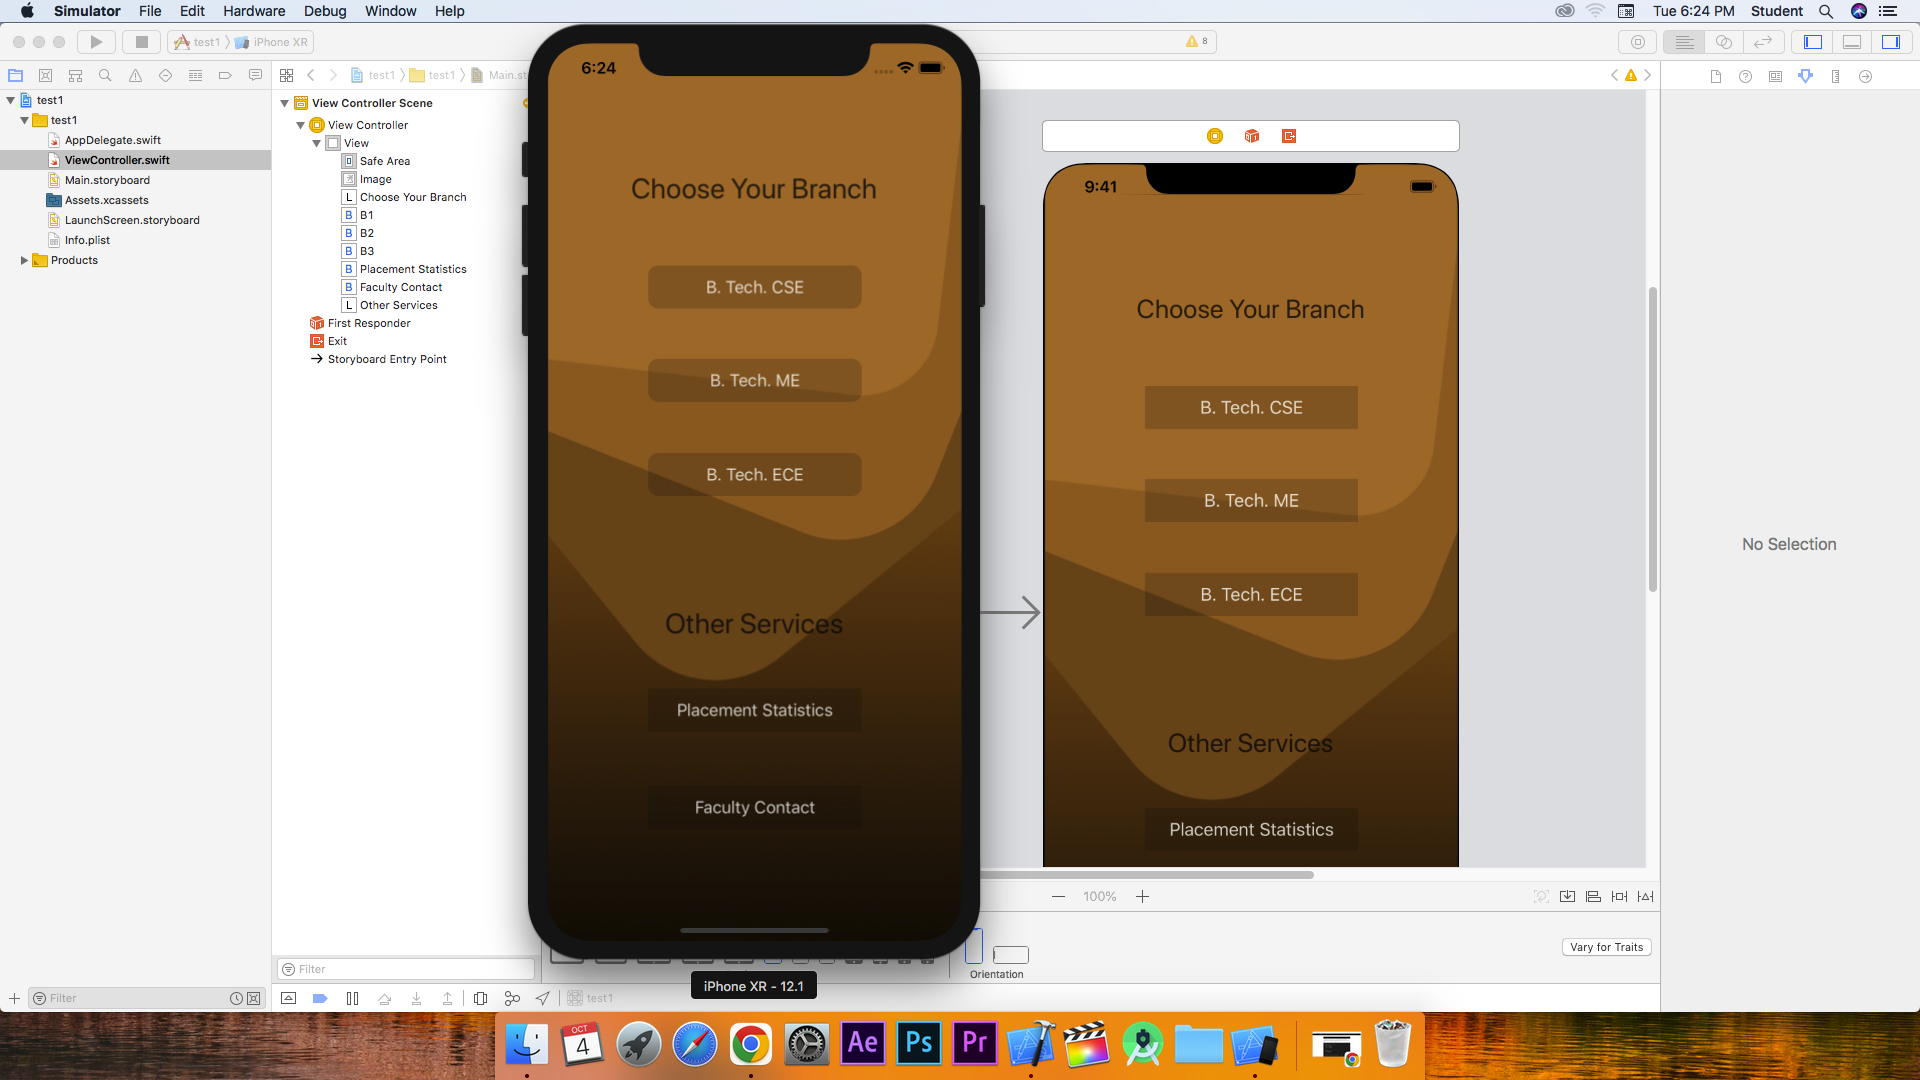 Simulator File Edit Hardware Debug Window Help
Tue 6:24 PM Student
test1 iPhone XR
8
test1 test1 Main.st
test1
test1
AppDelegate.swift
ViewController.swift
Main.storyboard
Assets.xcassets
LaunchScreen.storyboard
Info.plist
Products
View Controller Scene
View Controller
View
Safe Area
Image
L Choose Your Branch
B B1
B B2
B B3
B Placement Statistics
B Faculty Contact
L Other Services
First Responder
Exit
Storyboard Entry Point
6:24
Choose Your Branch
B. Tech. CSE
B. Tech. ME
B. Tech. ECE
Other Services
Placement Statistics
Faculty Contact
9:41
Choose Your Branch
B. Tech. CSE
B. Tech. ME
B. Tech. ECE
Other Services
Placement Statistics
No Selection
100%
Vary for Traits
Orientation
Filter
Filter
test1
iPhone XR - 12.1
OCT
4
Ae
Ps
Pr